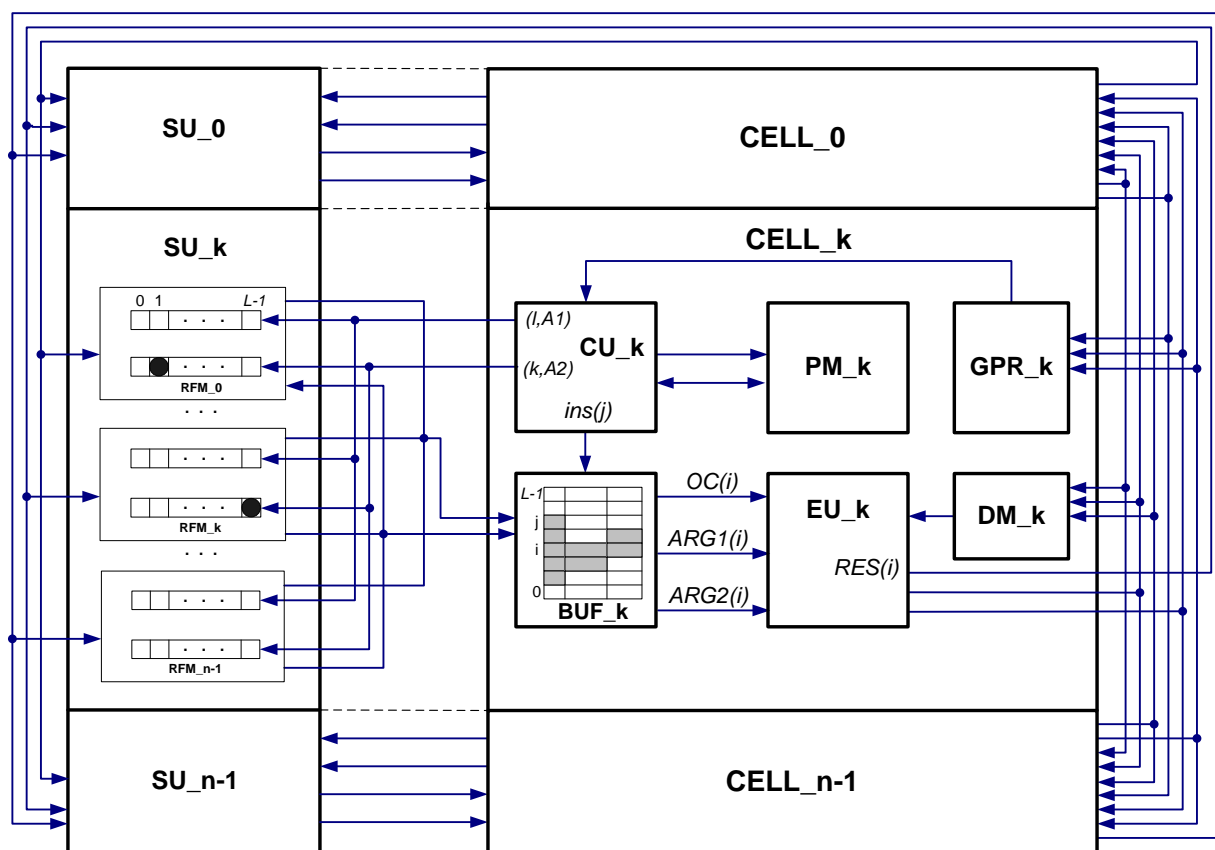 SU_0
CELL_0
SU_k
CELL_k
0 1 L-1
. . .
. . .
RFM_0
. . .
. . .
. . .
RFM_k
. . .
. . .
. . .
RFM_n-1
(l,A1)
CU_k
(k,A2)
ins(j)
PM_k
GPR_k
L-1
j
i
0
BUF_k
OC(i)
ARG1(i)
ARG2(i)
EU_k
RES(i)
DM_k
SU_n-1
CELL_n-1